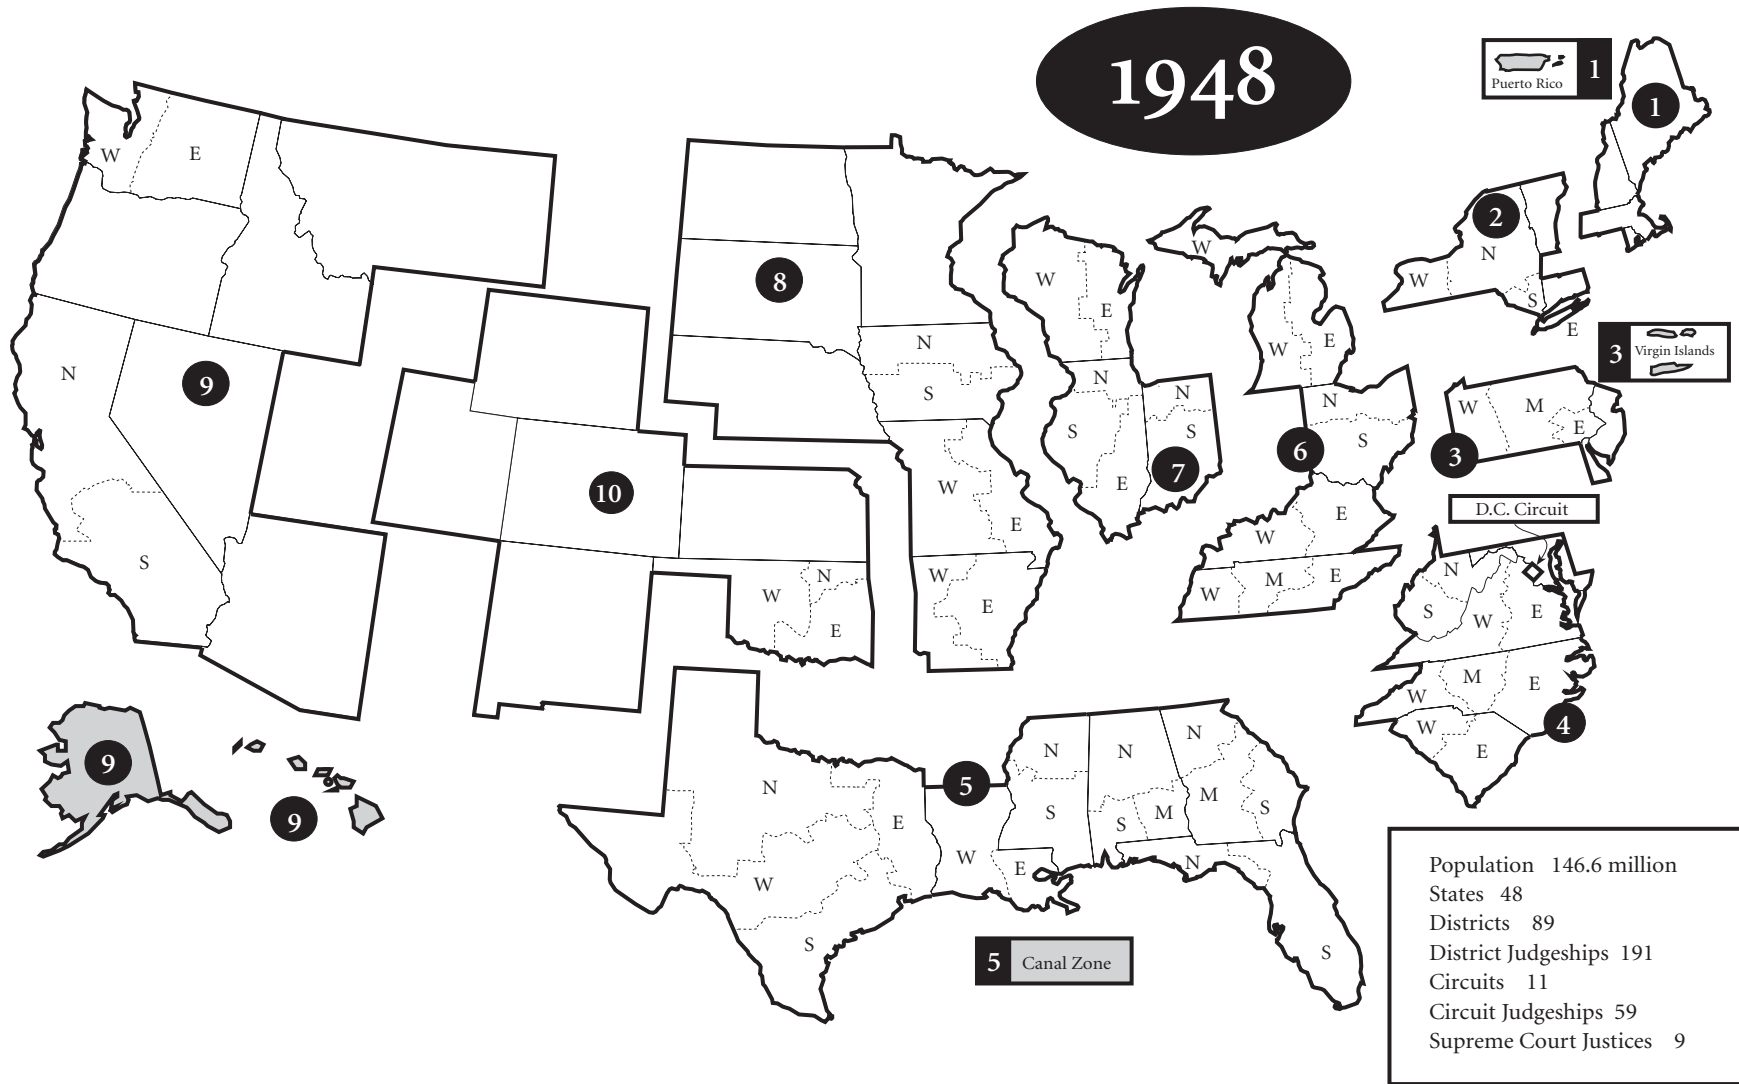 1948
Puerto Rico 1
1
2
N
W
S
E
3 Virgin Islands
W E
8
W
E
W
W E
N
9
N
S
N
S
N
S
E
N
S
7
N
S
6
W M
E
3
D.C. Circuit
10
W
E
W
E
S
W N
E
W
E
W M E
N
S W E
M
W E
W
E
4
9
9
N
W
E
S
5
W
E
N
S
N
S M
N
M
S
N
S
5 Canal Zone
Population 146.6 million
States 48
Districts 89
District Judgeships 191
Circuits 11
Circuit Judgeships 59
Supreme Court Justices 9